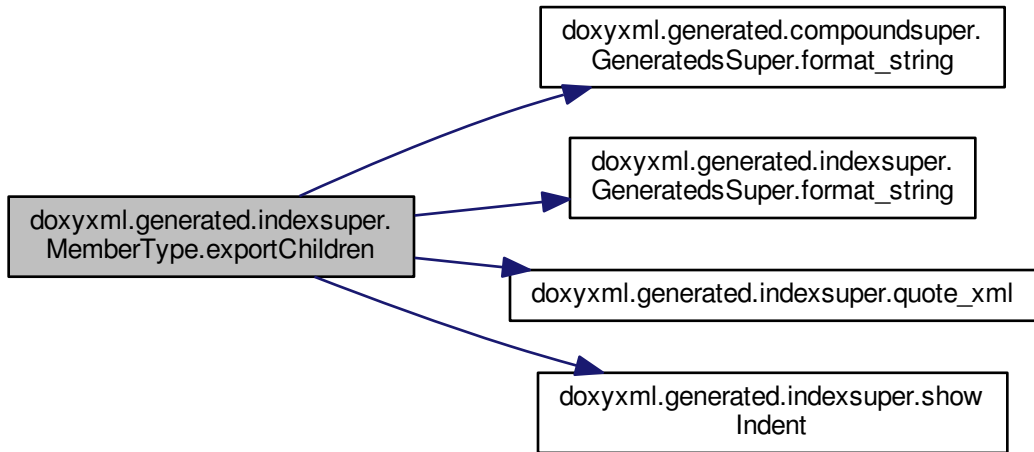 doxyxml.generated.compoundsuper.
GeneratedsSuper.format_string
doxyxml.generated.indexsuper.
GeneratedsSuper.format_string
doxyxml.generated.indexsuper.
MemberType.exportChildren
doxyxml.generated.indexsuper.quote_xml
doxyxml.generated.indexsuper.show
Indent